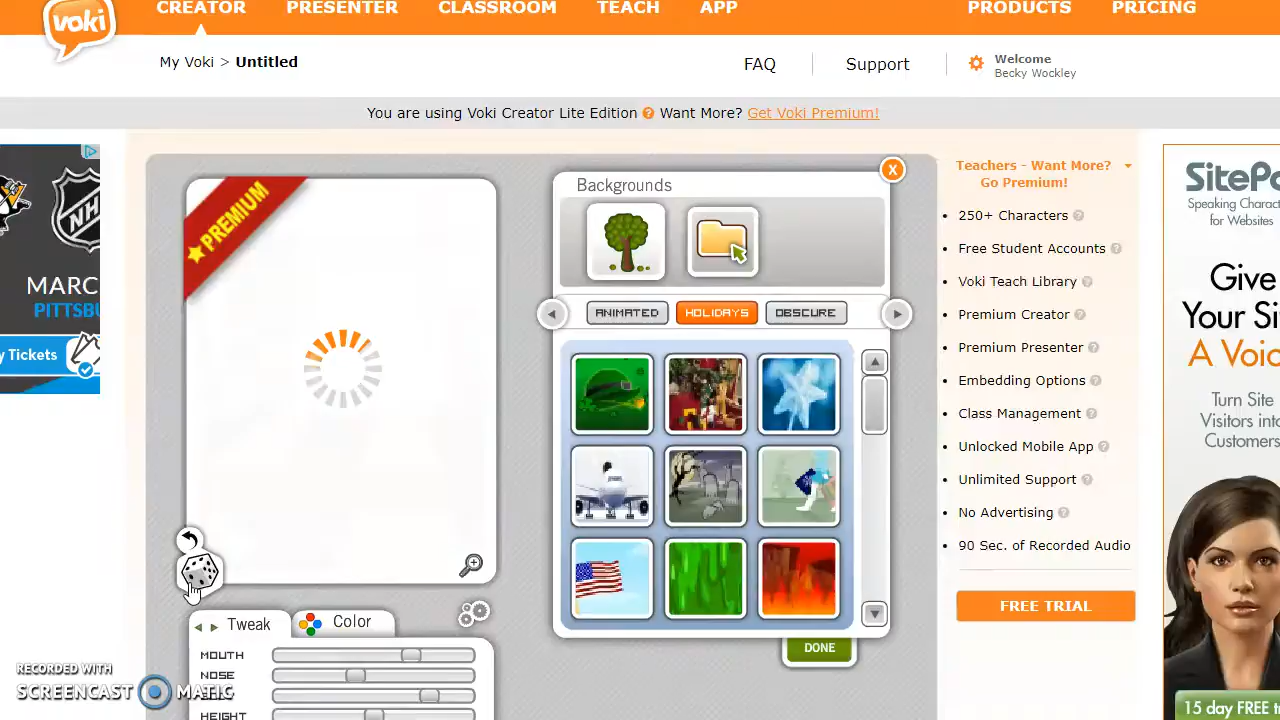 voki
CREATOR PRESENTER CLASSROOM TEACH APP PRODUCTS PRICING
My Voki > Untitled
FAQ
Support
Welcome
Becky Wockley
You are using Voki Creator Lite Edition ? Want More? Get Voki Premium!
NHL
MARC
PITTSBU
y Tickets
PREMIUM
Backgrounds
X
ANIMATED HOLIDAYS OBSCURE
DONE
Tweak
Color
MOUTH
NOSE
HEIGHT
RECORDED WITH
SCREENCAST MATIC
Teachers - Want More?
Go Premium!
250+ Characters ?
Free Student Accounts ?
Voki Teach Library ?
Premium Creator ?
Premium Presenter ?
Embedding Options ?
Class Management ?
Unlocked Mobile App ?
Unlimited Support ?
No Advertising ?
90 Sec. of Recorded Audio
FREE TRIAL
SitePa
Speaking Charac
for Websites
Give
Your Si
A Voic
Turn Site
Visitors into
Customers
15 day FREE t